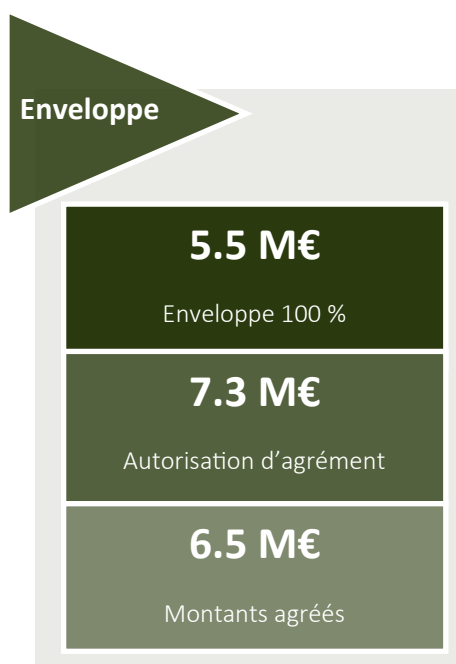 Enveloppe
5.5 M€
Enveloppe 100 %
7.3 M€
Autorisation d’agrément
6.5 M€
Montants agréés